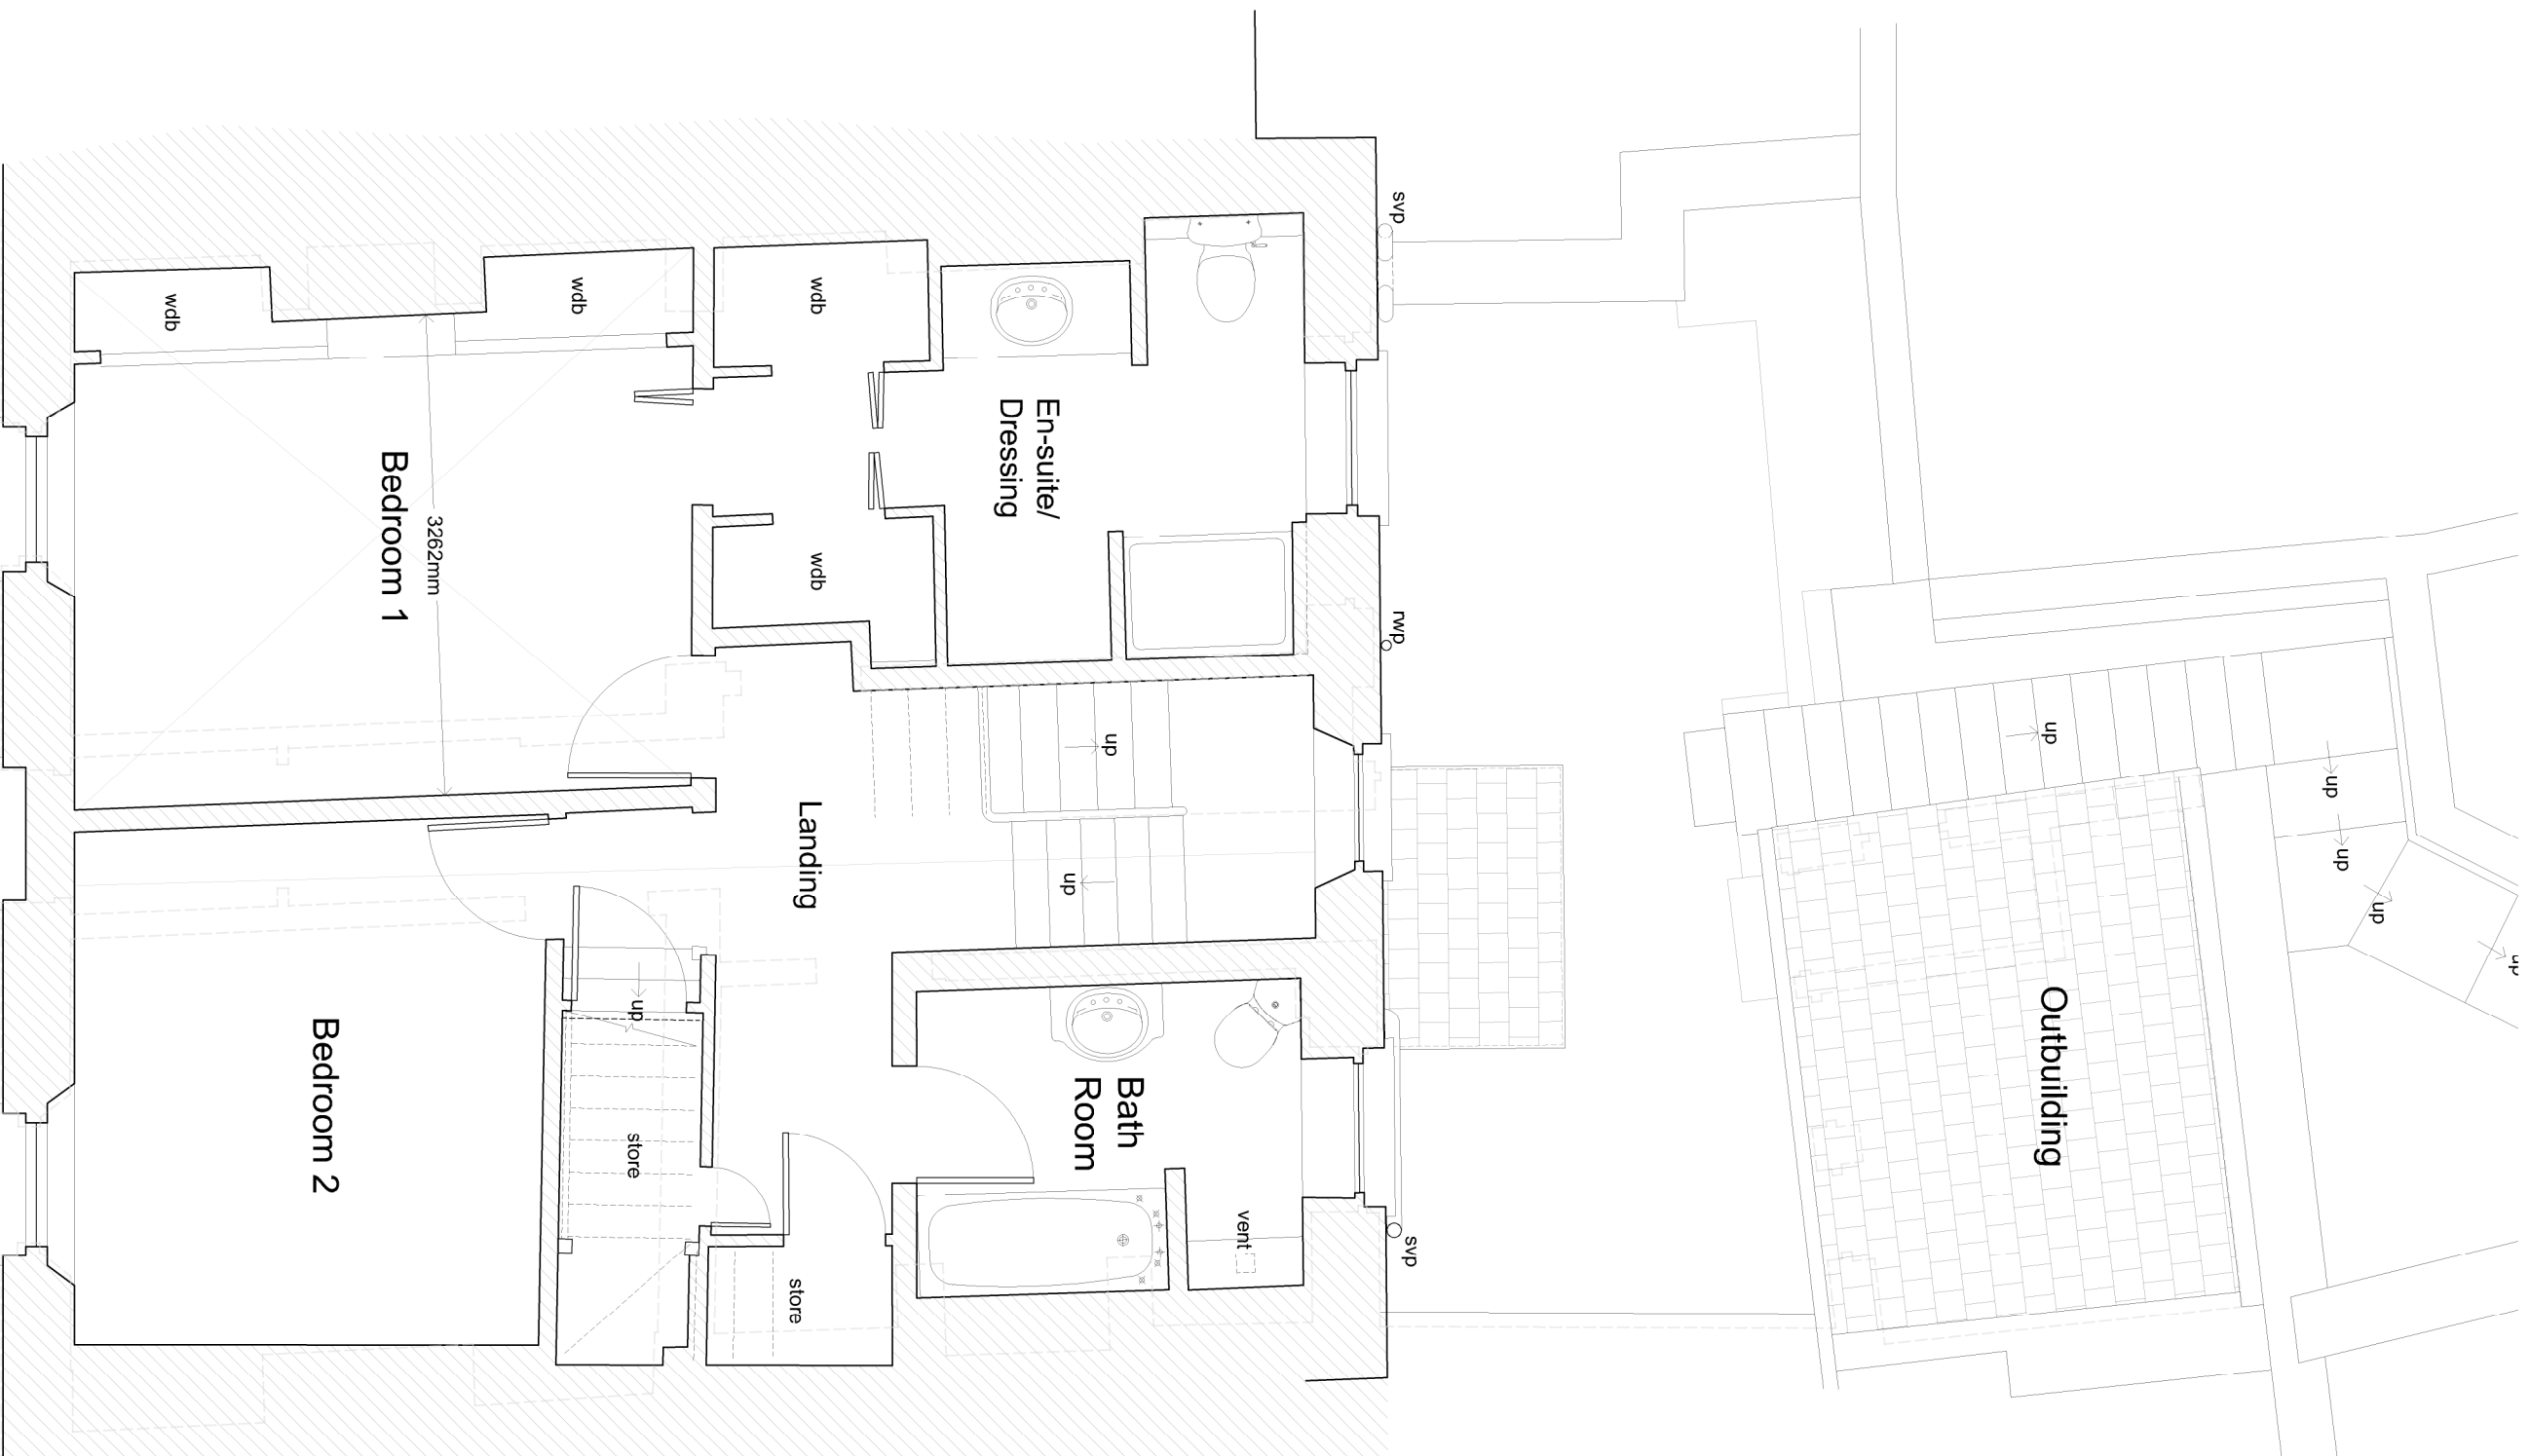 svp
wdb
wdb
wdb
En-suite/
Dressing
Bedroom 1
3262mm
wdb
rwp
up
up
Landing
up
up
up
up
up
up
Outbuilding
Bedroom 2
store
Bath
Room
vent
svp
store